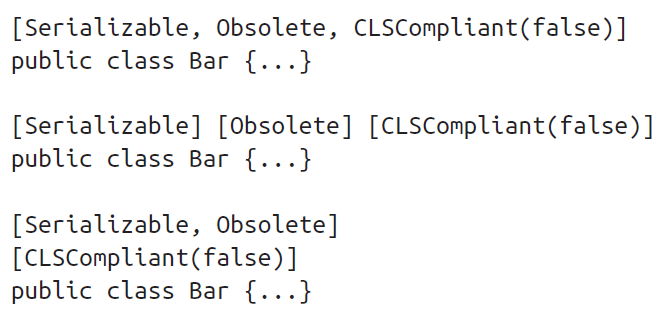 [Serializable, Obsolete, CLSCompliant(false)]
public class Bar {...}
[Serializable] [Obsolete] [CLSCompliant(false)]
public class Bar {...}
[Serializable, Obsolete]
[CLSCompliant(false)]
public class Bar {...}